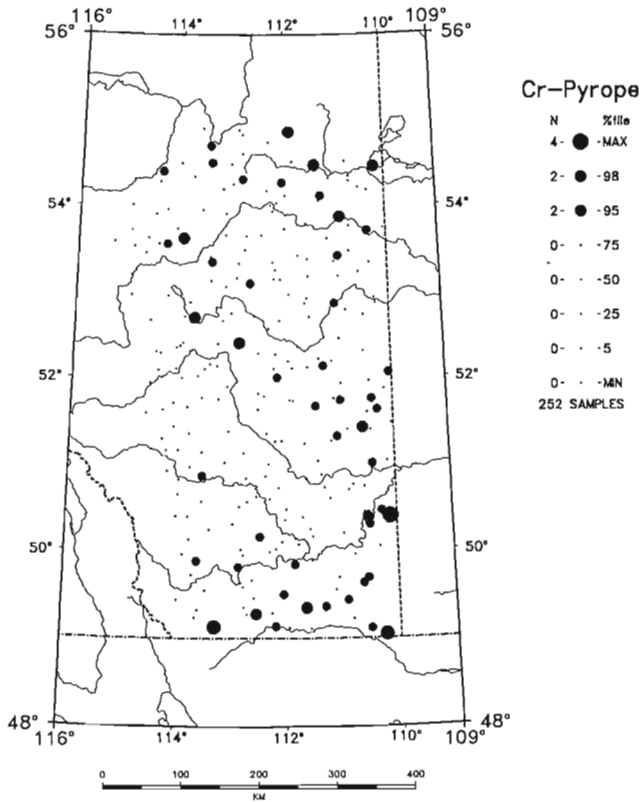 116° 114° 112° 110° 109°
56° 56°
54° 54°
52° 52°
50° 50°
48° 48°
116° 114° 112° 110° 109°
Cr-Pyrope
N %tile
4- -MAX
2- -98
2- -95
0- -75
0- -50
0- -25
0- -5
0- -MIN
252 SAMPLES
0 100 200 300 400
KM